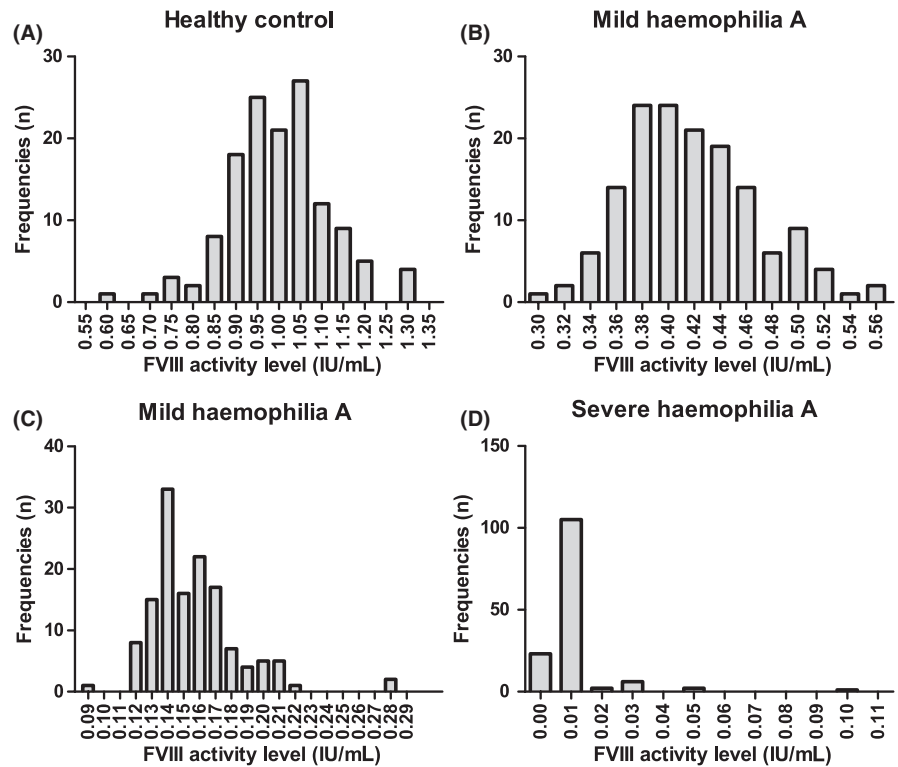 (A)
Healthy control
Frequencies (n)
30
20
10
0
0.55 0.60 0.65 0.70 0.75 0.80 0.85 0.90 0.95 1.00 1.05 1.10 1.15 1.20 1.25 1.30 1.35
FVIII activity level (IU/mL)
(B)
Mild haemophilia A
Frequencies (n)
30
20
10
0
0.30 0.32 0.34 0.36 0.38 0.40 0.42 0.44 0.46 0.48 0.50 0.52 0.54 0.56
FVIII activity level (IU/mL)
(C)
Mild haemophilia A
Frequencies (n)
40
30
20
10
0
0.09 0.10 0.11 0.12 0.13 0.14 0.15 0.16 0.17 0.18 0.19 0.20 0.21 0.22 0.23 0.24 0.25 0.26 0.27 0.28 0.29
FVIII activity level (IU/mL)
(D)
Severe haemophilia A
Frequencies (n)
150
100
50
0
0.00 0.01 0.02 0.03 0.04 0.05 0.06 0.07 0.08 0.09 0.10 0.11
FVIII activity level (IU/mL)